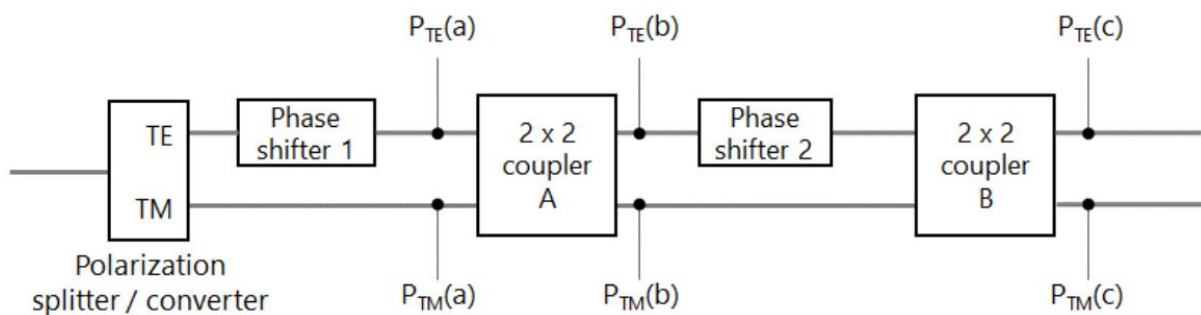 P_TE(a)
P_TE(b)
P_TE(c)
TE
TM
Phase
shifter 1
2 x 2
coupler
A
Phase
shifter 2
2 x 2
coupler
B
Polarization
splitter / converter
P_TM(a)
P_TM(b)
P_TM(c)